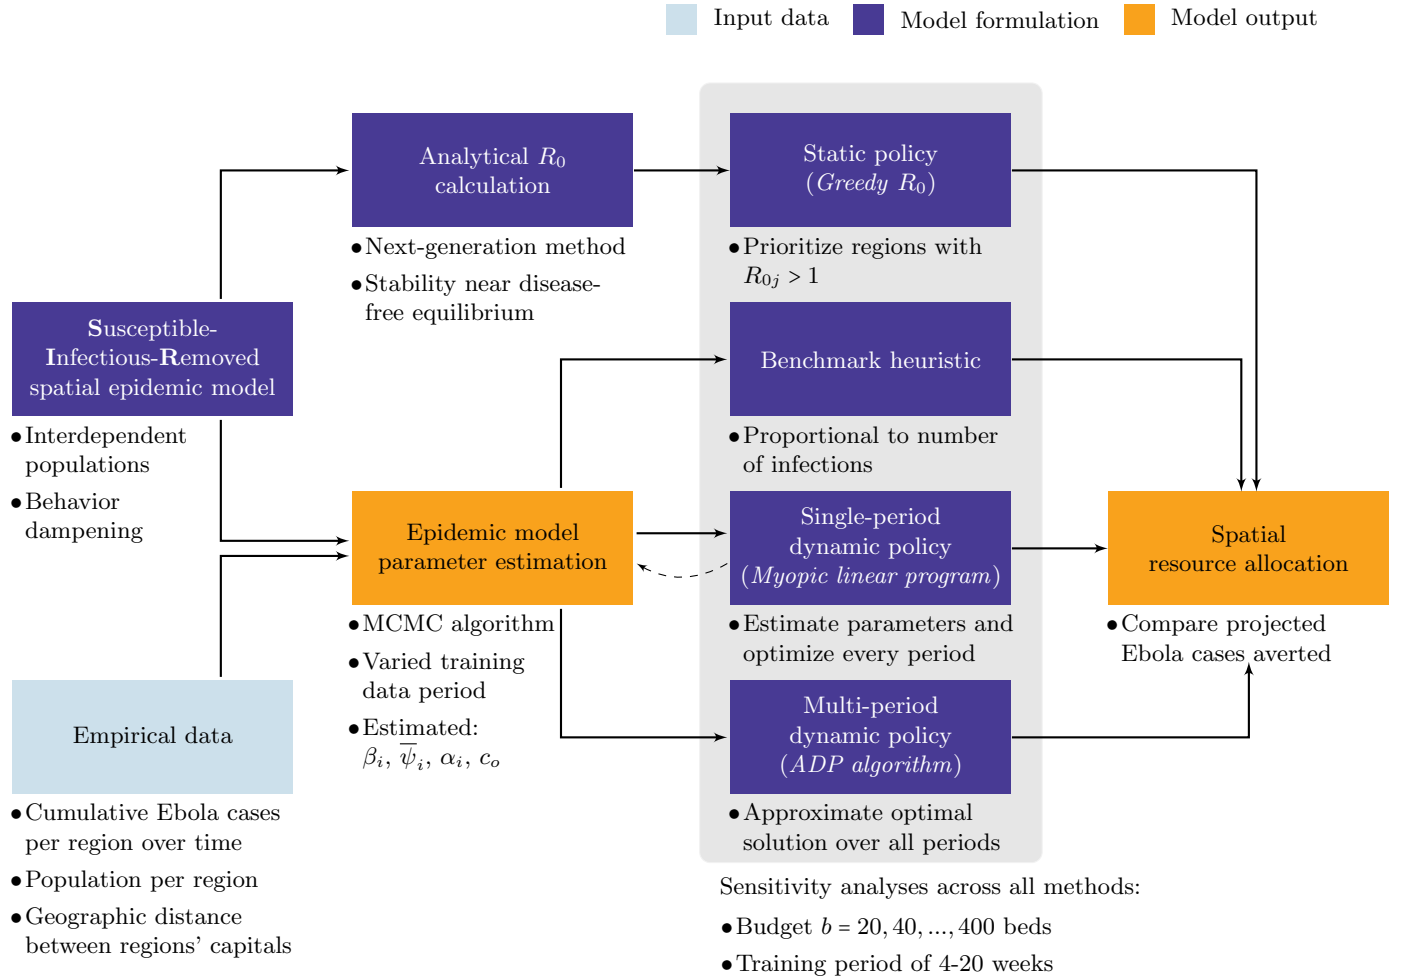 Input data
Model formulation
Model output
Analytical R₀
calculation
• Next-generation method
• Stability near disease-
free equilibrium
Static policy
(Greedy R₀)
• Prioritize regions with
R₀ⱼ > 1
Susceptible-
Infectious-Removed
spatial epidemic model
• Interdependent
populations
• Behavior
dampening
Benchmark heuristic
• Proportional to number
of infections
Epidemic model
parameter estimation
• MCMC algorithm
• Varied training
data period
• Estimated:
βᵢ, ψ̅ᵢ, αᵢ, cₒ
Single-period
dynamic policy
(Myopic linear program)
• Estimate parameters and
optimize every period
Spatial
resource allocation
• Compare projected
Ebola cases averted
Empirical data
• Cumulative Ebola cases
per region over time
• Population per region
• Geographic distance
between regions’ capitals
Multi-period
dynamic policy
(ADP algorithm)
• Approximate optimal
solution over all periods
Sensitivity analyses across all methods:
• Budget b = 20, 40, ..., 400 beds
• Training period of 4-20 weeks